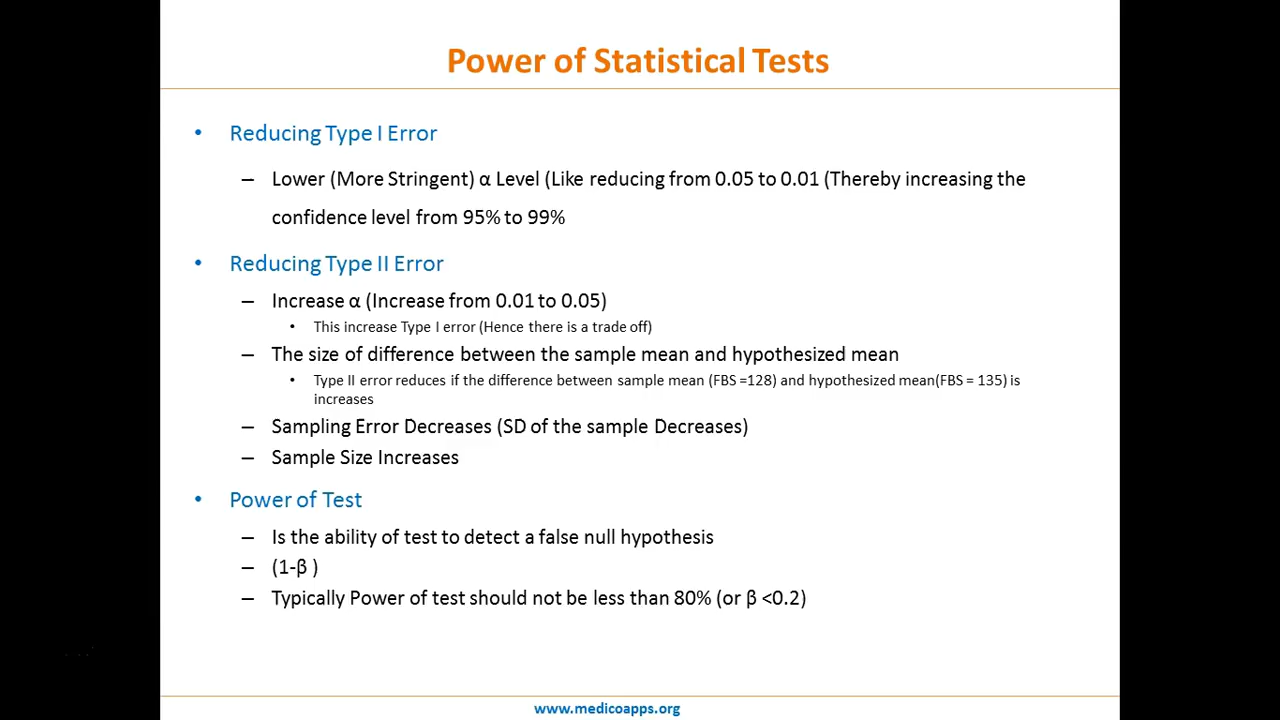 Power of Statistical Tests
• Reducing Type I Error
– Lower (More Stringent) α Level (Like reducing from 0.05 to 0.01 (Thereby increasing the
confidence level from 95% to 99%
• Reducing Type II Error
– Increase α (Increase from 0.01 to 0.05)
• This increase Type I error (Hence there is a trade off)
– The size of difference between the sample mean and hypothesized mean
• Type II error reduces if the difference between sample mean (FBS =128) and hypothesized mean(FBS = 135) is
increases
– Sampling Error Decreases (SD of the sample Decreases)
– Sample Size Increases
• Power of Test
– Is the ability of test to detect a false null hypothesis
– (1-β )
– Typically Power of test should not be less than 80% (or β <0.2)
www.medicoapps.org